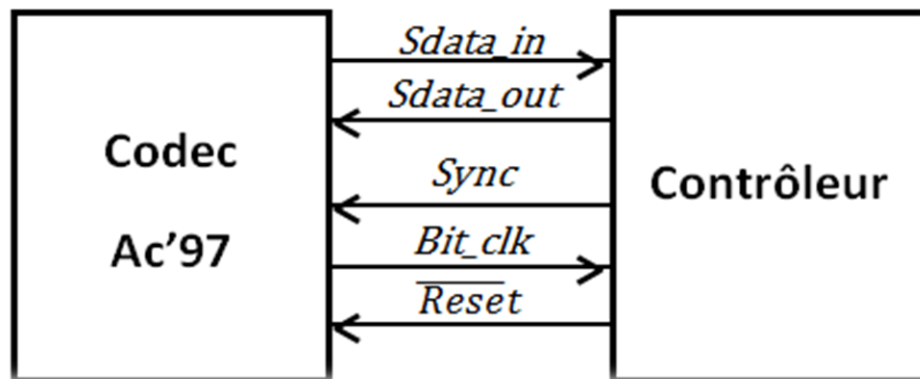 Sdata_in
Sdata_out
Codec
Ac'97
Sync
Contrôleur
Bit_clk
Reset